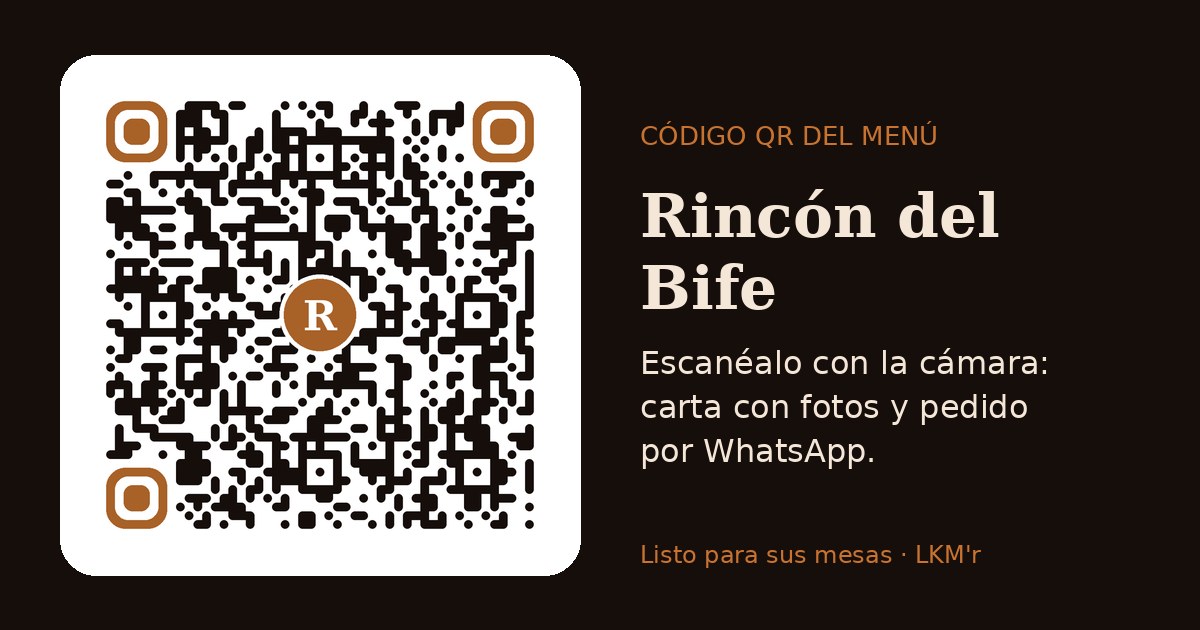 R
CÓDIGO QR DEL MENÚ
Rincón del
Bife
Escanéalo con la cámara:
carta con fotos y pedido
por WhatsApp.
Listo para sus mesas · LKM'r